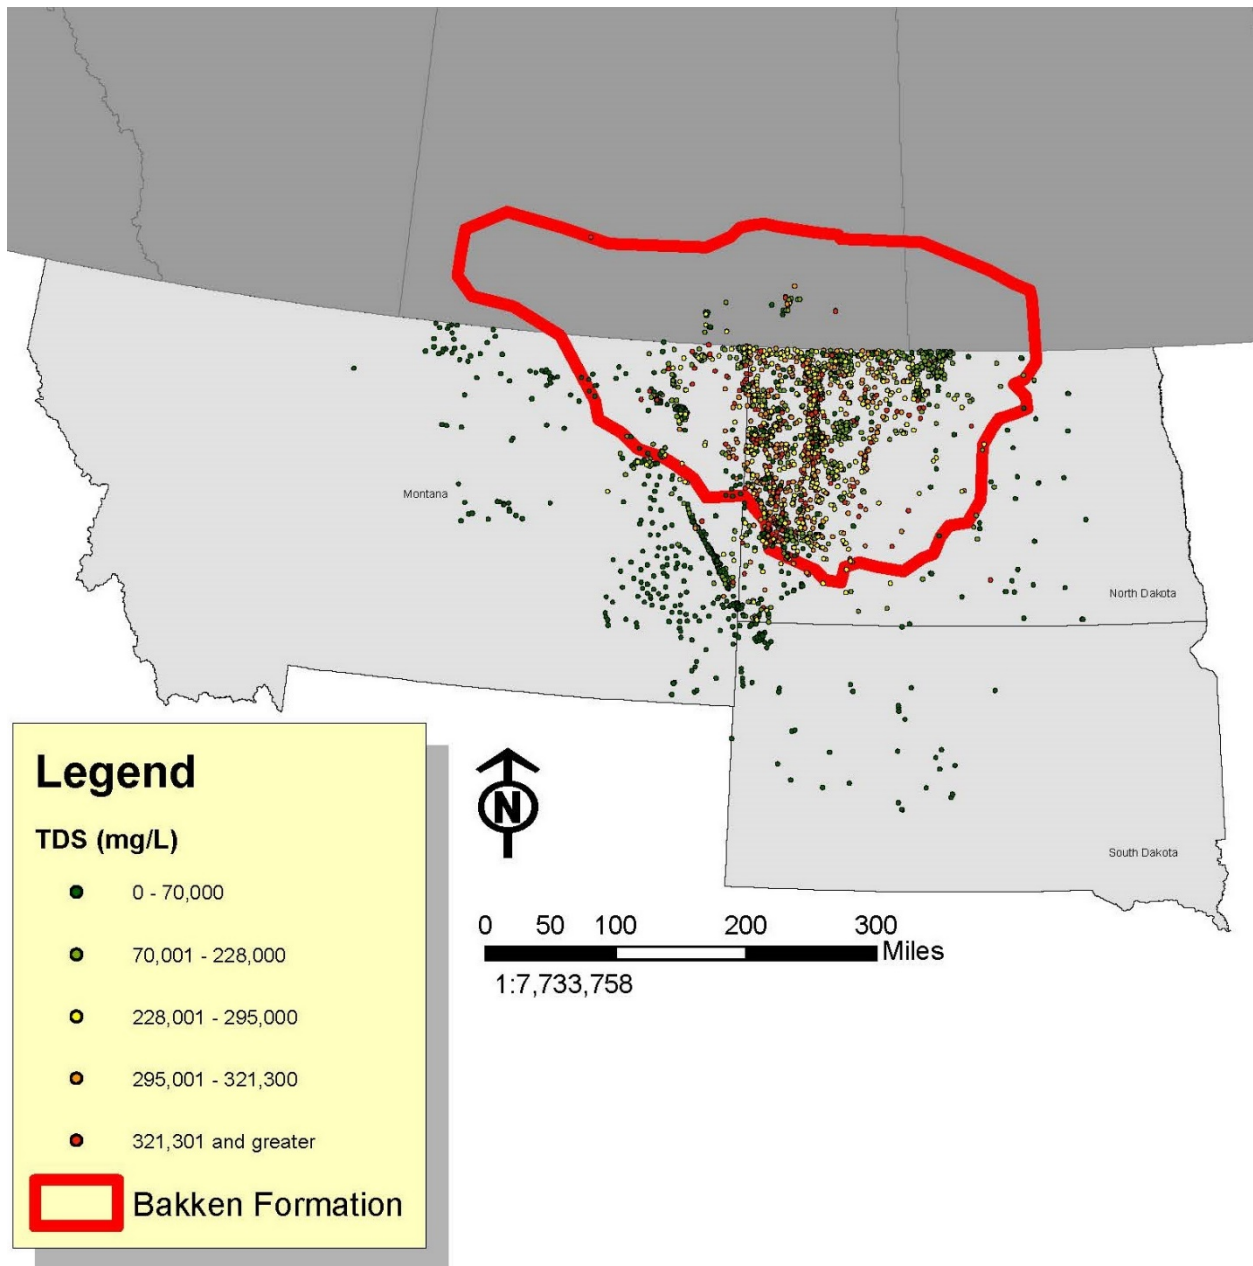 Montana
North Dakota
South Dakota
Legend
TDS (mg/L)
0 - 70,000
70,001 - 228,000
228,001 - 295,000
295,001 - 321,300
321,301 and greater
Bakken Formation
N
0 50 100 200 300
Miles
1:7,733,758